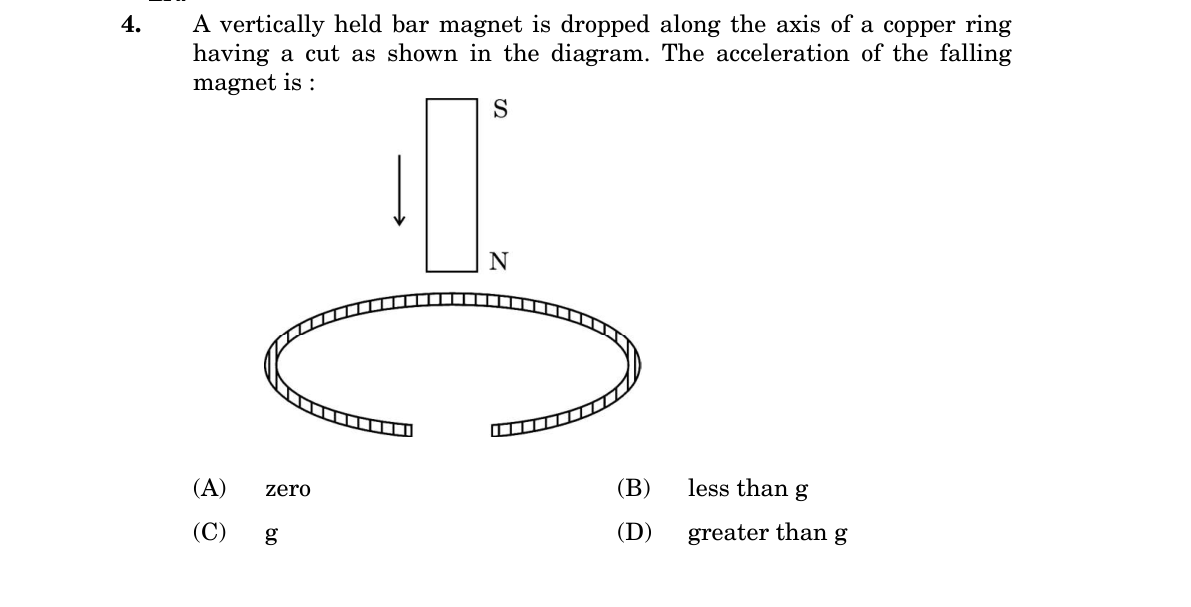 4. A vertically held bar magnet is dropped along the axis of a copper ring
having a cut as shown in the diagram. The acceleration of the falling
magnet is :
S
N
(A) zero (B) less than g
(C) g (D) greater than g